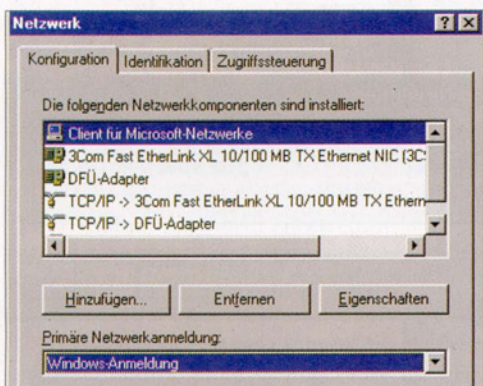 Netzwerk
Konfiguration
Identifikation
Zugriffssteuerung
Die folgenden Netzwerkkomponenten sind installiert:
Client für Microsoft-Netzwerke
3Com Fast EtherLink XL 10/100 MB TX Ethernet NIC (3C
DFÜ-Adapter
TCP/IP -> 3Com Fast EtherLink XL 10/100 MB TX Ethern
TCP/IP -> DFÜ-Adapter
Hinzufügen...
Entfernen
Eigenschaften
Primäre Netzwerkanmeldung:
Windows-Anmeldung